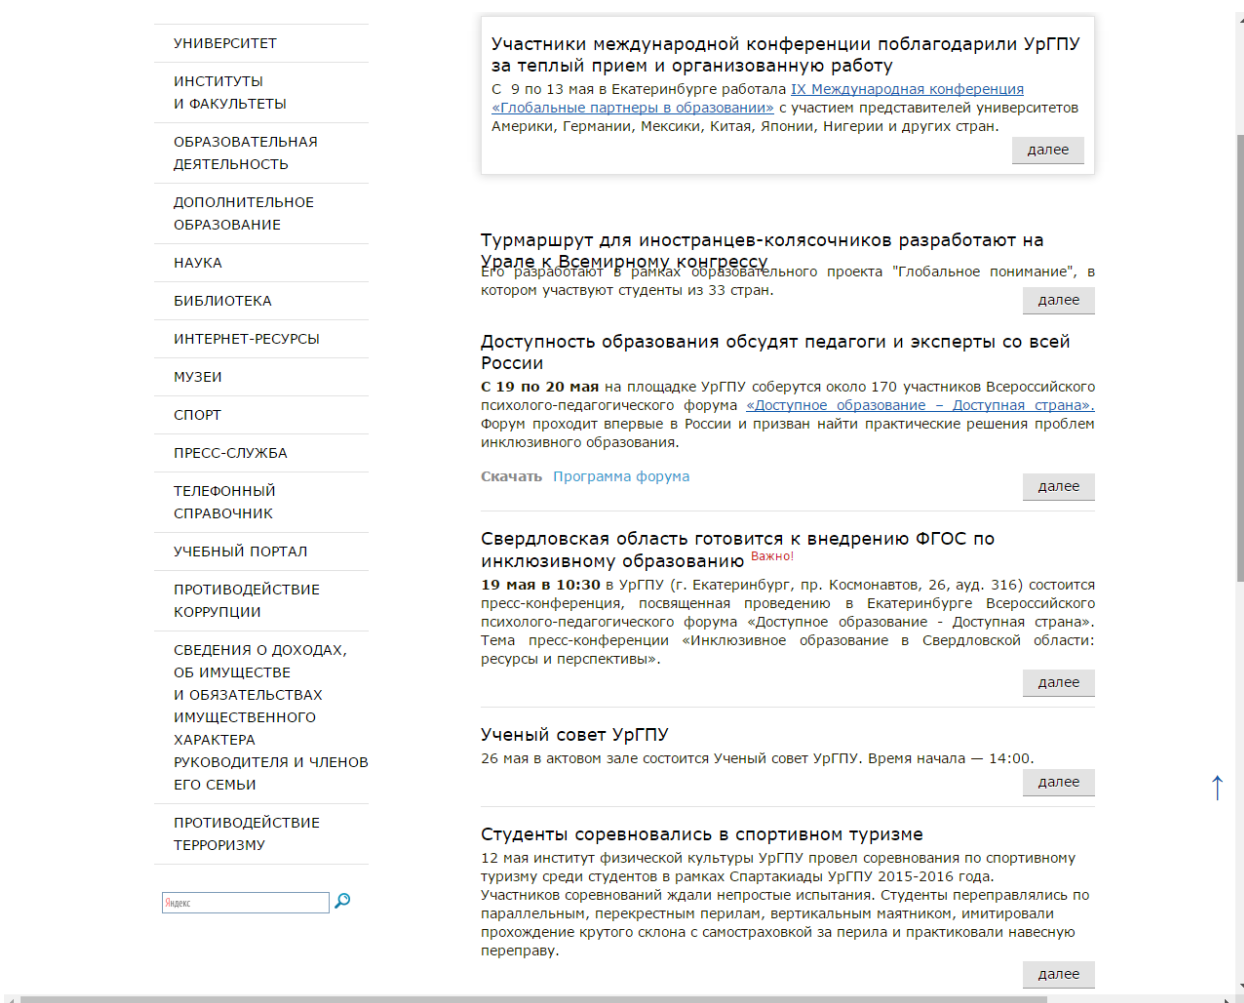 УНИВЕРСИТЕТ
ИНСТИТУТЫ
И ФАКУЛЬТЕТЫ
ОБРАЗОВАТЕЛЬНАЯ
ДЕЯТЕЛЬНОСТЬ
ДОПОЛНИТЕЛЬНОЕ
ОБРАЗОВАНИЕ
НАУКА
БИБЛИОТЕКА
ИНТЕРНЕТ-РЕСУРСЫ
МУЗЕИ
СПОРТ
ПРЕСС-СЛУЖБА
ТЕЛЕФОННЫЙ
СПРАВОЧНИК
УЧЕБНЫЙ ПОРТАЛ
ПРОТИВОДЕЙСТВИЕ
КОРРУПЦИИ
СВЕДЕНИЯ О ДОХОДАХ,
ОБ ИМУЩЕСТВЕ
И ОБЯЗАТЕЛЬСТВАХ
ИМУЩЕСТВЕННОГО
ХАРАКТЕРА
РУКОВОДИТЕЛЯ И ЧЛЕНОВ
ЕГО СЕМЬИ
ПРОТИВОДЕЙСТВИЕ
ТЕРРОРИЗМУ
Яндекс
Участники международной конференции поблагодарили УрГПУ
за теплый прием и организованную работу
С 9 по 13 мая в Екатеринбурге работала IX Международная конференция
«Глобальные партнеры в образовании» с участием представителей университетов
Америки, Германии, Мексики, Китая, Японии, Нигерии и других стран.
далее
Турмаршрут для иностранцев-колясочников разработают на
Урале к Всемирному конгрессу
Его разработают в рамках образовательного проекта "Глобальное понимание", в
котором участвуют студенты из 33 стран.
далее
Доступность образования обсудят педагоги и эксперты со всей
России
С 19 по 20 мая на площадке УрГПУ соберутся около 170 участников Всероссийского
психолого-педагогического форума «Доступное образование – Доступная страна».
Форум проходит впервые в России и призван найти практические решения проблем
инклюзивного образования.
Скачать Программа форума
далее
Свердловская область готовится к внедрению ФГОС по
инклюзивному образованию Важно!
19 мая в 10:30 в УрГПУ (г. Екатеринбург, пр. Космонавтов, 26, ауд. 316) состоится
пресс-конференция, посвященная проведению в Екатеринбурге Всероссийского
психолого-педагогического форума «Доступное образование - Доступная страна».
Тема пресс-конференции «Инклюзивное образование в Свердловской области:
ресурсы и перспективы».
далее
Ученый совет УрГПУ
26 мая в актовом зале состоится Ученый совет УрГПУ. Время начала — 14:00.
далее
Студенты соревновались в спортивном туризме
12 мая институт физической культуры УрГПУ провел соревнования по спортивному
туризму среди студентов в рамках Спартакиады УрГПУ 2015-2016 года.
Участников соревнований ждали непростые испытания. Студенты переправлялись по
параллельным, перекрестным перилам, вертикальным маятником, имитировали
прохождение крутого склона с самостраховкой за перила и практиковали навесную
переправу.
далее